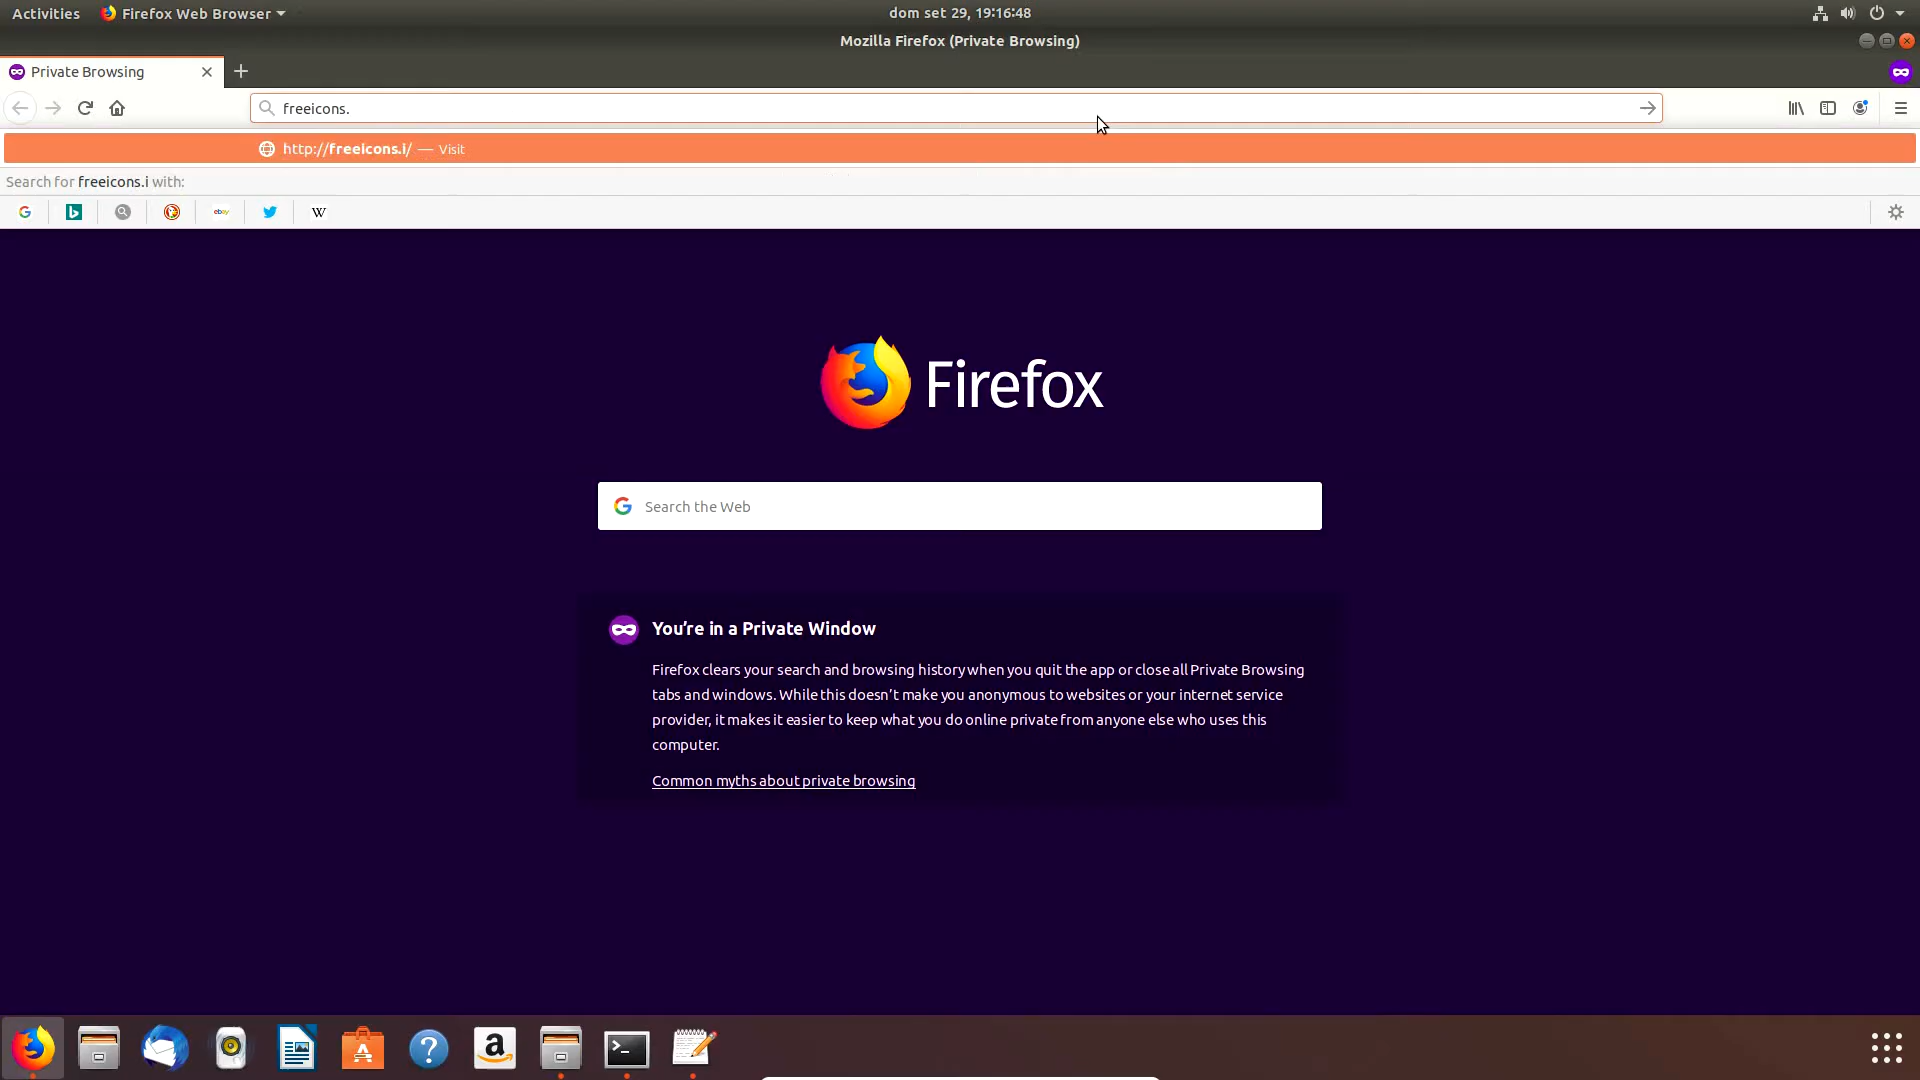 Activities Firefox Web Browser dom set 29, 19:16:48
Mozilla Firefox (Private Browsing)
Private Browsing
freeicons.
http://freeicons.i/ — Visit
Search for freeicons.i with:
ebay W
Firefox
Search the Web
You’re in a Private Window
Firefox clears your search and browsing history when you quit the app or close all Private Browsing
tabs and windows. While this doesn’t make you anonymous to websites or your internet service
provider, it makes it easier to keep what you do online private from anyone else who uses this
computer.
Common myths about private browsing